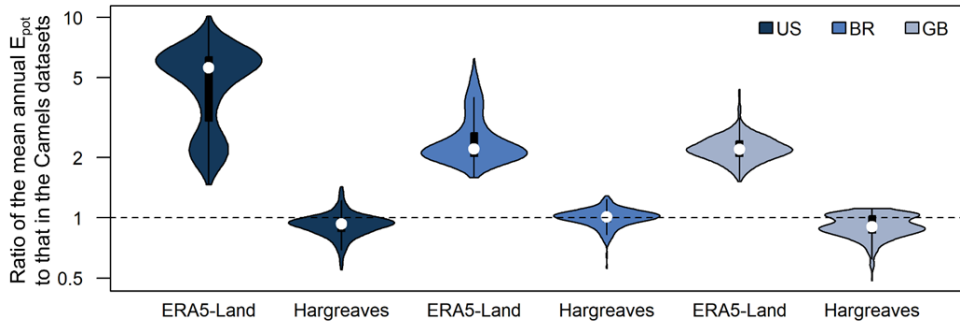 Ratio of the mean annual Epot
to that in the Camels datasets
10
5
2
1
0.5
US BR GB
ERA5-Land Hargreaves ERA5-Land Hargreaves ERA5-Land Hargreaves